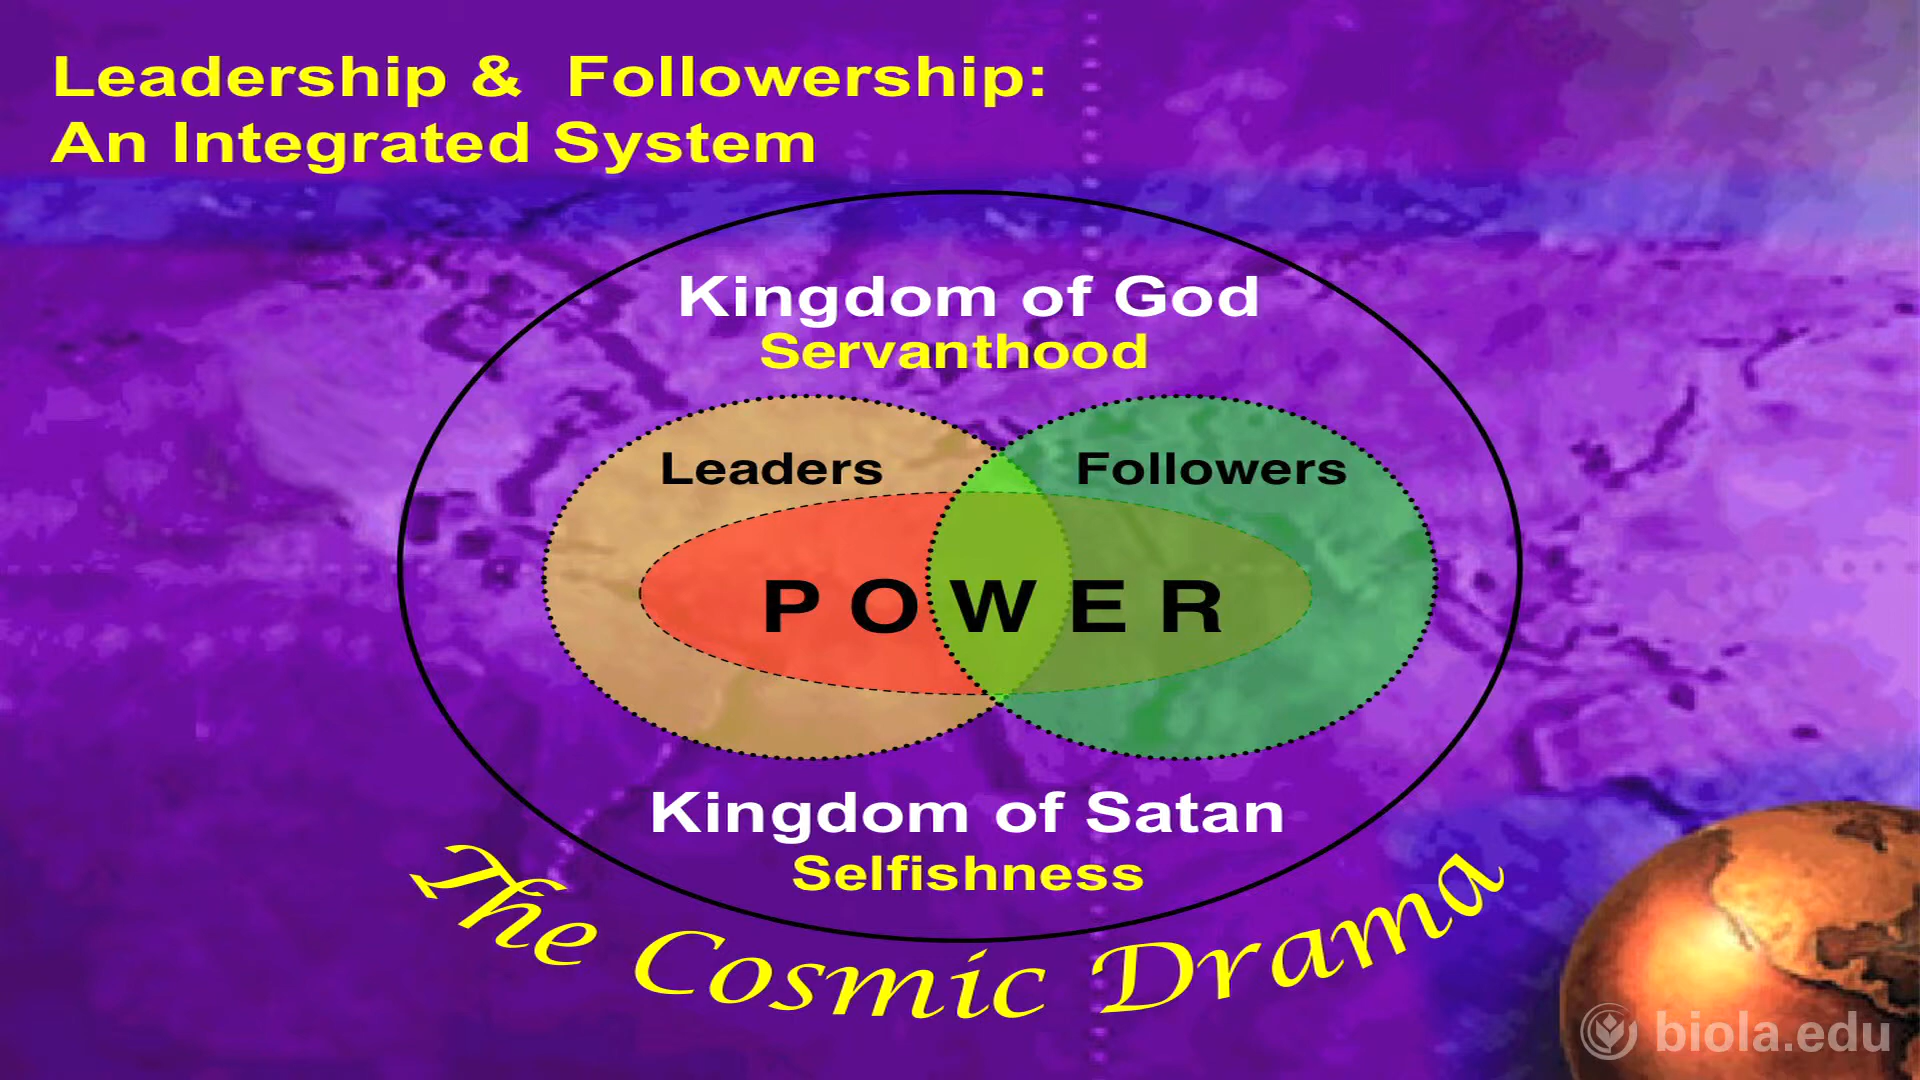 Leadership & Followership:
An Integrated System
Kingdom of God
Servanthood
Leaders
Followers
POWER
Kingdom of Satan
Selfishness
The Cosmic Drama
biola.edu